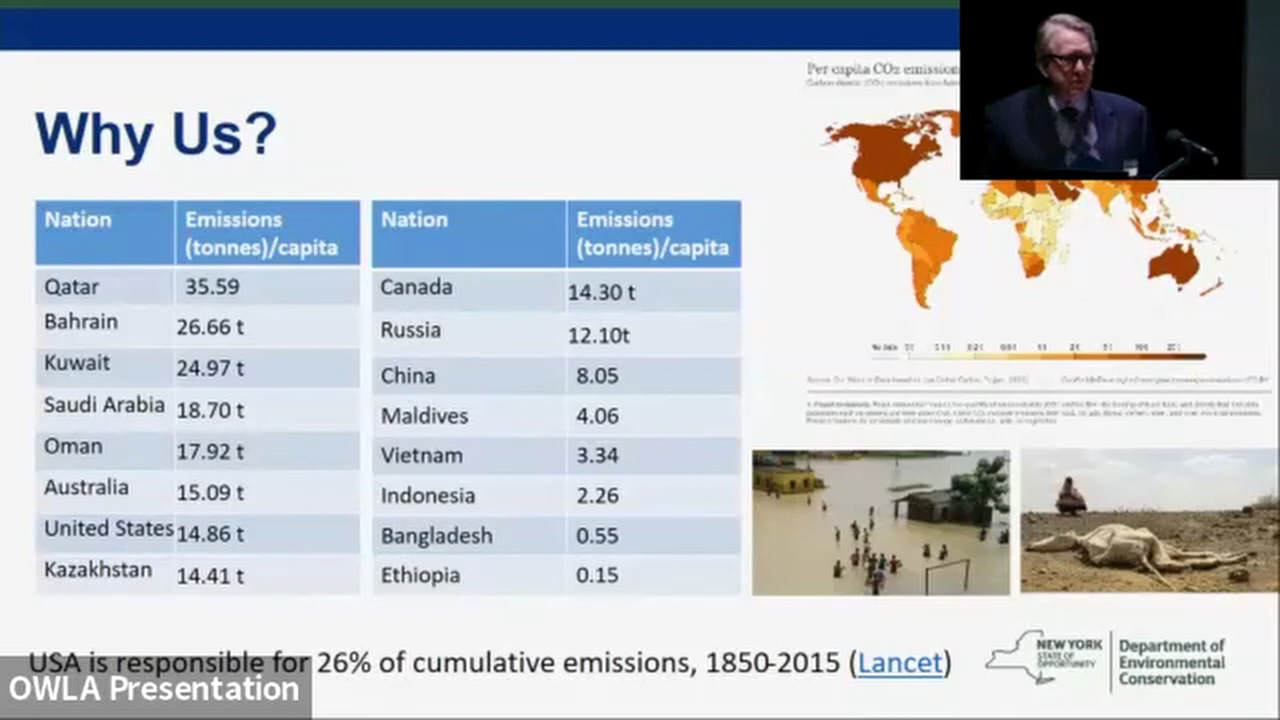 Why Us?
Per capita CO₂ emission
Nation Emissions (tonnes)/capita
Qatar 35.59
Bahrain 26.66 t
Kuwait 24.97 t
Saudi Arabia 18.70 t
Oman 17.92 t
Australia 15.09 t
United States 14.86 t
Kazakhstan 14.41 t
Nation Emissions (tonnes)/capita
Canada 14.30 t
Russia 12.10t
China 8.05
Maldives 4.06
Vietnam 3.34
Indonesia 2.26
Bangladesh 0.55
Ethiopia 0.15
No data
USA is responsible for 26% of cumulative emissions, 1850-2015 (Lancet)
OWLA Presentation
NEW YORK
STATE OF
OPPORTUNITY
Department of
Environmental
Conservation